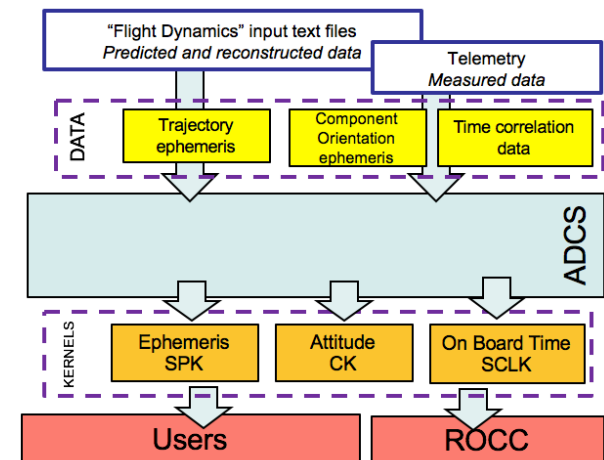 “Flight Dynamics” input text files
Predicted and reconstructed data
Telemetry
Measured data
DATA
Trajectory
ephemeris
Component
Orientation
ephemeris
Time correlation
data
ADCS
KERNELS
Ephemeris
SPK
Attitude
CK
On Board Time
SCLK
Users
ROCC